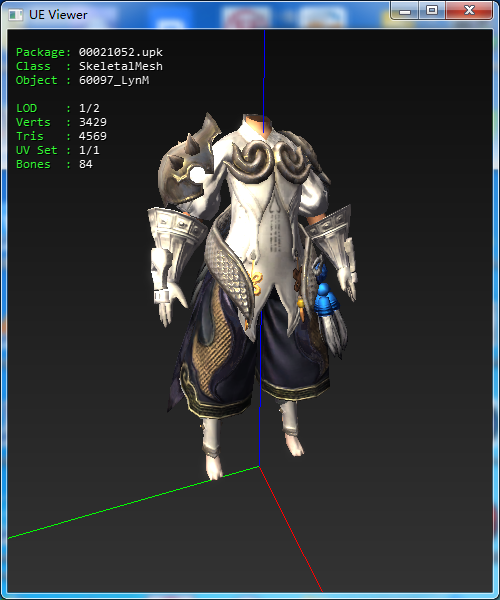 UE Viewer
Package: 00021052.upk
Class : SkeletalMesh
Object : 60097_LynM
LOD : 1/2
Verts : 3429
Tris : 4569
UV Set : 1/1
Bones : 84